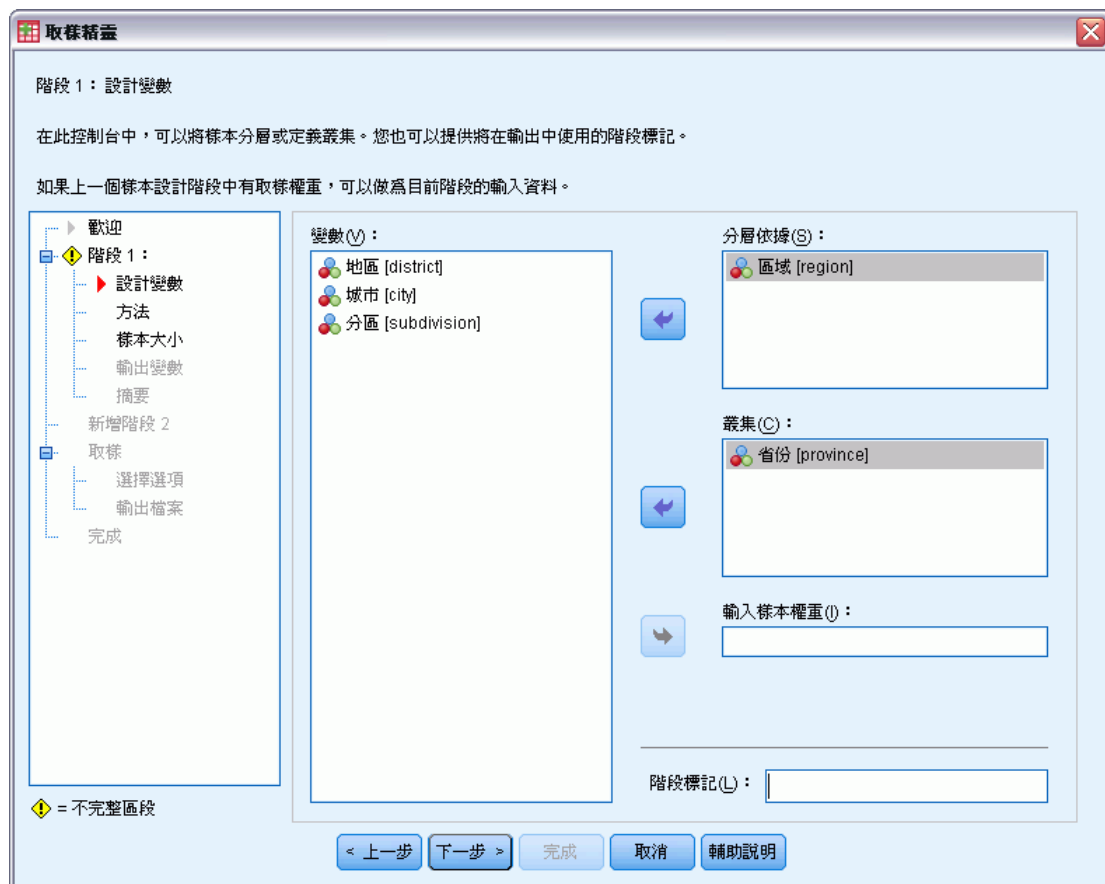 取樣精靈
階段 1：設計變數
在此控制台中，可以將樣本分層或定義叢集。您也可以提供將在輸出中使用的階段標記。
如果上一個樣本設計階段中有取樣權重，可以做為目前階段的輸入資料。
歡迎
階段 1：
設計變數
方法
樣本大小
輸出變數
摘要
新增階段 2
取樣
選擇選項
輸出檔案
完成
! = 不完整區段
變數(V)：
地區 [district]
城市 [city]
分區 [subdivision]
分層依據(S)：
區域 [region]
叢集(C)：
省份 [province]
輸入樣本權重(I)：
階段標記(L)：
< 上一步
下一步 >
完成
取消
輔助說明